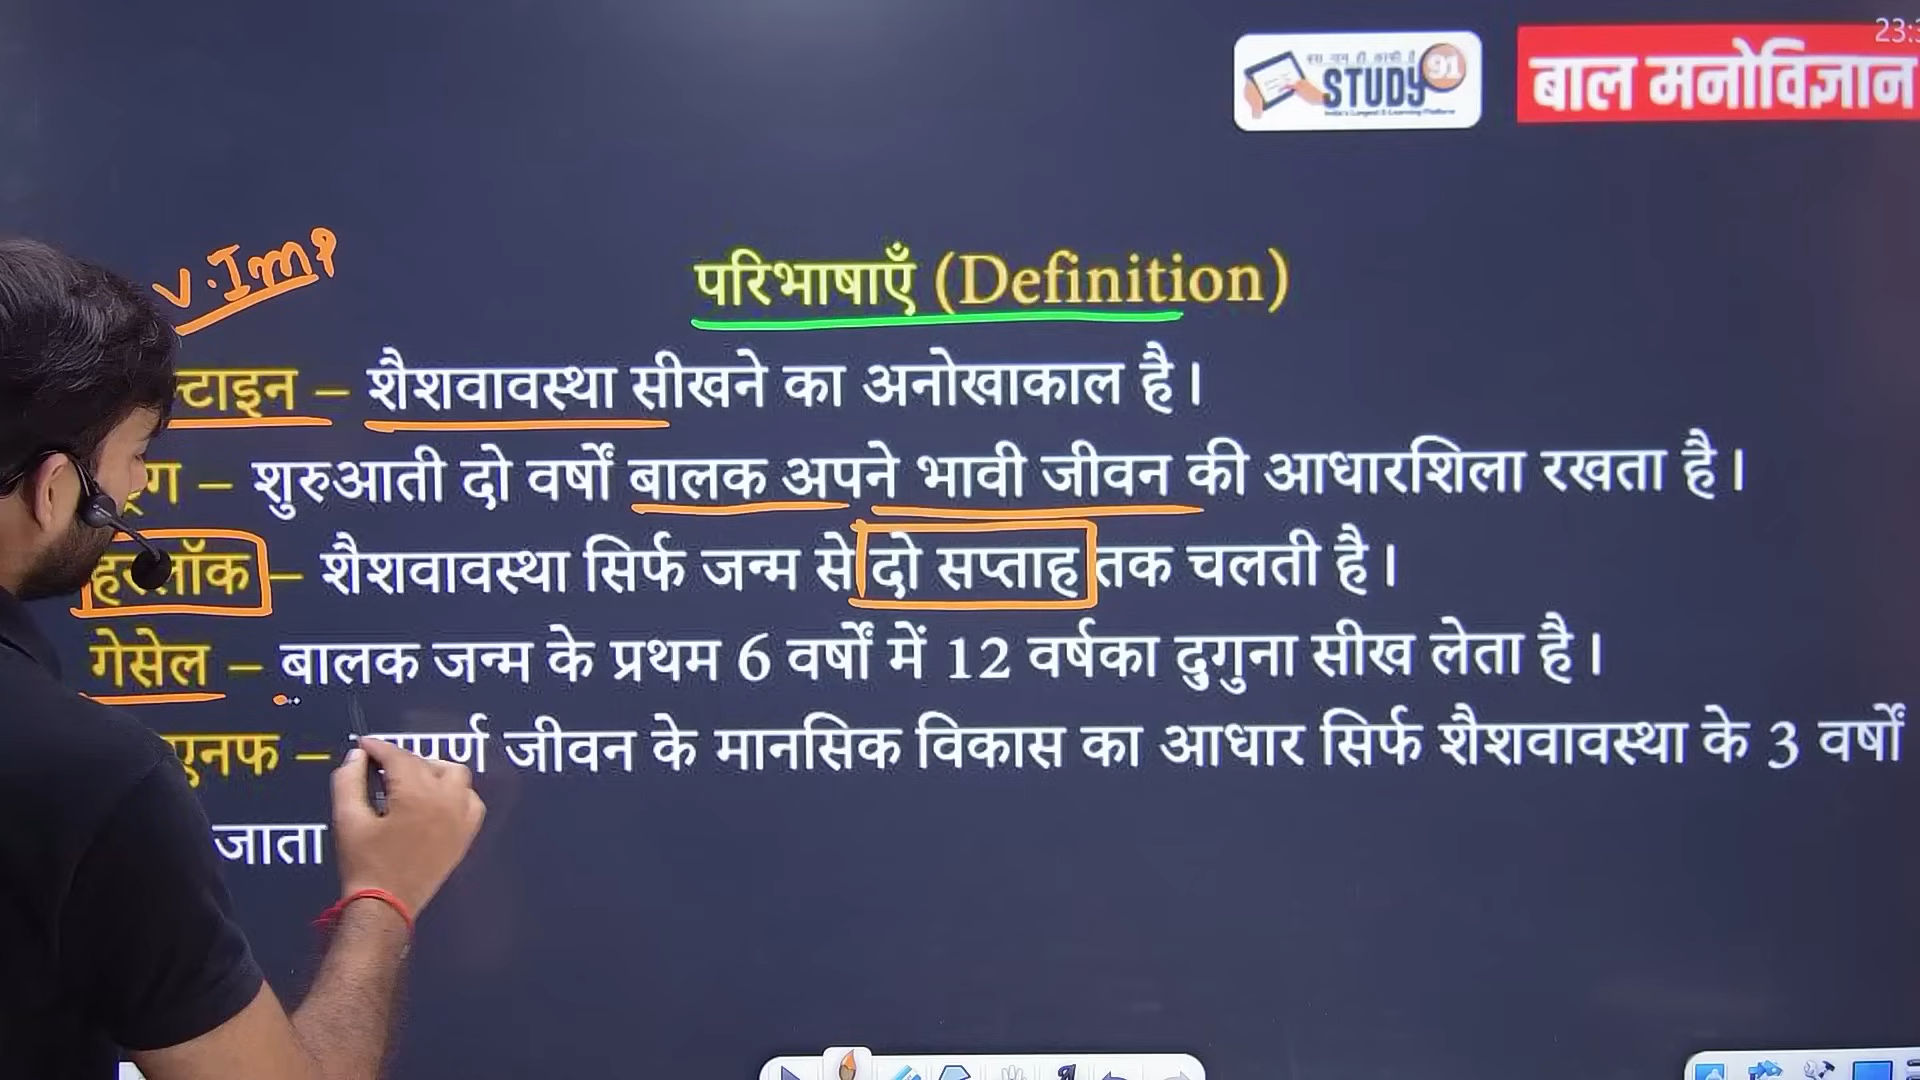 23:3
STUDY 91
बाल मनोविज्ञान
V. Imp
परिभाषाएँ (Definition)
ल्टाइन – शैशवावस्था सीखने का अनोखाकाल है।
– शुरुआती दो वर्षों बालक अपने भावी जीवन की आधारशिला रखता है।
– शैशवावस्था सिर्फ जन्म से दो सप्ताह तक चलती है।
गेसेल – बालक जन्म के प्रथम 6 वर्षों में 12 वर्षका दुगुना सीख लेता है।
एनफ – जीवन के मानसिक विकास का आधार सिर्फ शैशवावस्था के 3 वर्षों
जाता